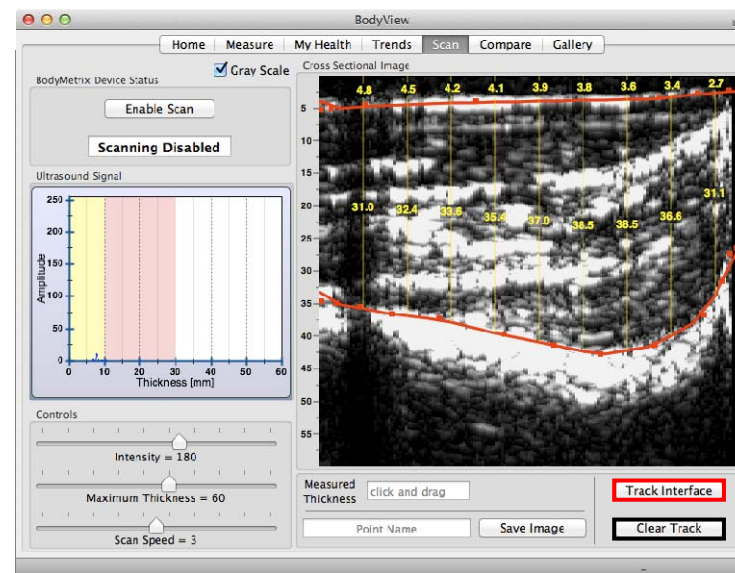 BodyView
Home Measure My Health Trends Scan Compare Gallery
BodyMetrix Device Status
Gray Scale
Enable Scan
Scanning Disabled
Ultrasound Signal
250
200
150
100
50
0
Amplitude
0 10 20 30 40 50 60
Thickness [mm]
Controls
Intensity = 180
Maximum Thickness = 60
Scan Speed = 3
Cross Sectional Image
4.8 4.5 4.2 4.1 3.9 3.8 3.6 3.4 2.7
31.0 32.4 33.6 35.4 37.0 38.5 38.5 36.6 31.1
5
10
15
20
25
30
35
40
45
50
55
Measured
Thickness
click and drag
Point Name
Save Image
Track Interface
Clear Track